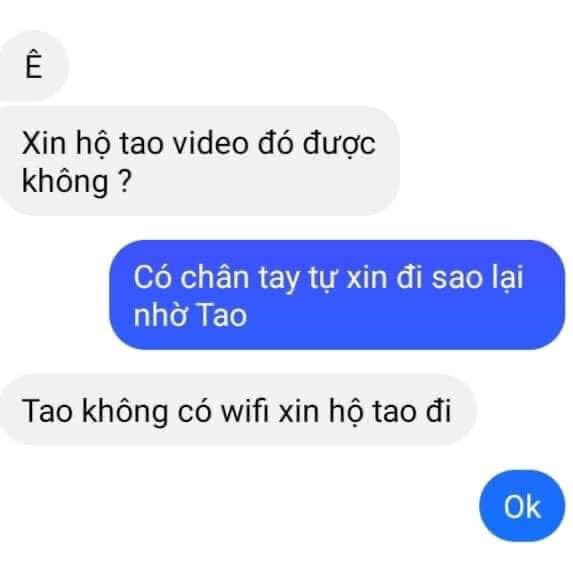 Ê
Xin hộ tao video đó được
không ?
Có chân tay tự xin đi sao lại
nhờ Tao
Tao không có wifi xin hộ tao đi
Ok